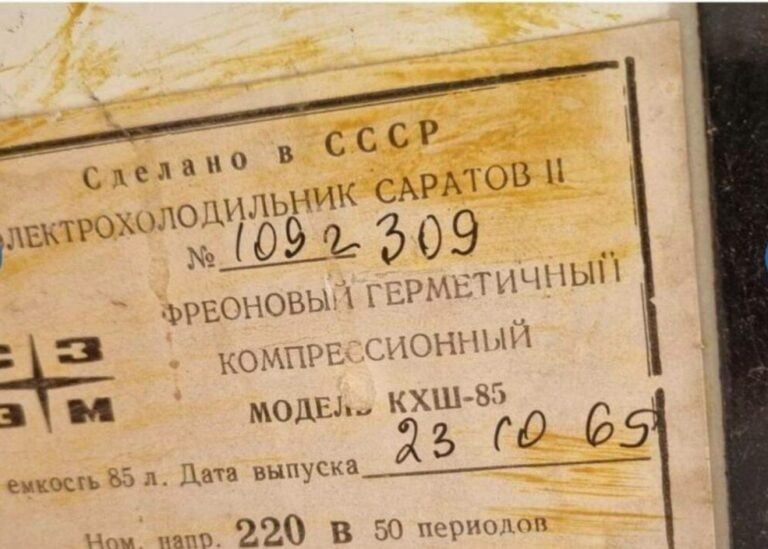 Сделано в СССР
ЛЕКТРОХОЛОДИЛЬНИК САРАТОВ II
№ 1092309
ФРЕОНОВЫЙ ГЕРМЕТИЧНЫЙ
КОМПРЕССИОННЫЙ
С З
З М
МОДЕЛЬ КХШ-85
емкость 85 л. Дата выпуска 23 10 65
Ном. напр. 220 в 50 периодов